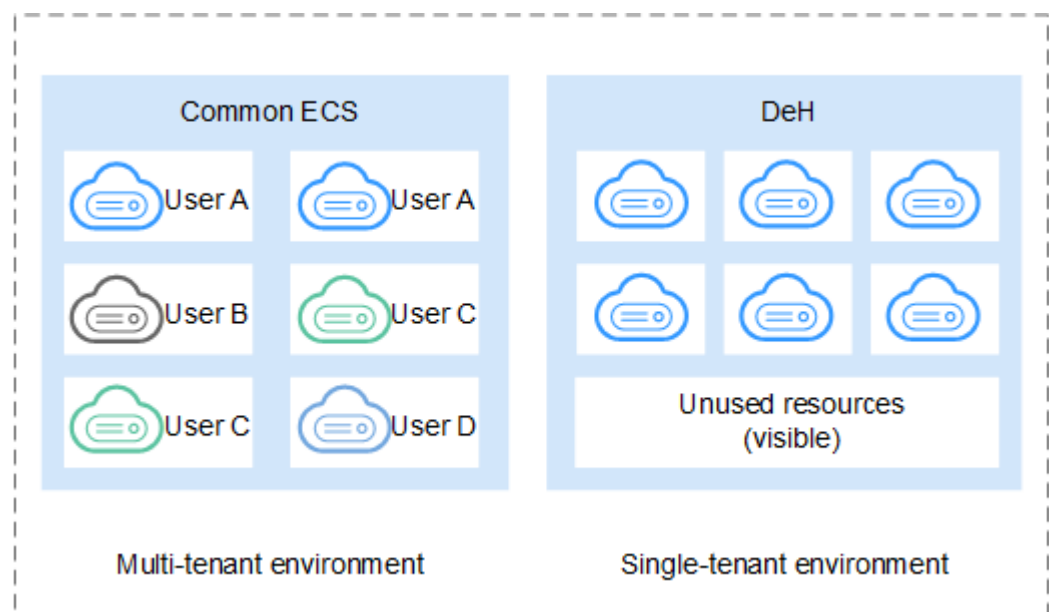 Common ECS
User A
User A
User B
User C
User C
User D
Multi-tenant environment
DeH
Unused resources
(visible)
Single-tenant environment